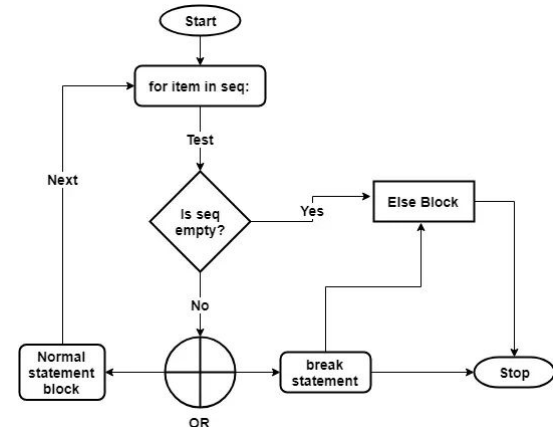 Start
for item in seq:
Test
Next
Is seq
empty?
Yes
Else Block
No
Normal
statement
block
break
statement
Stop
OR